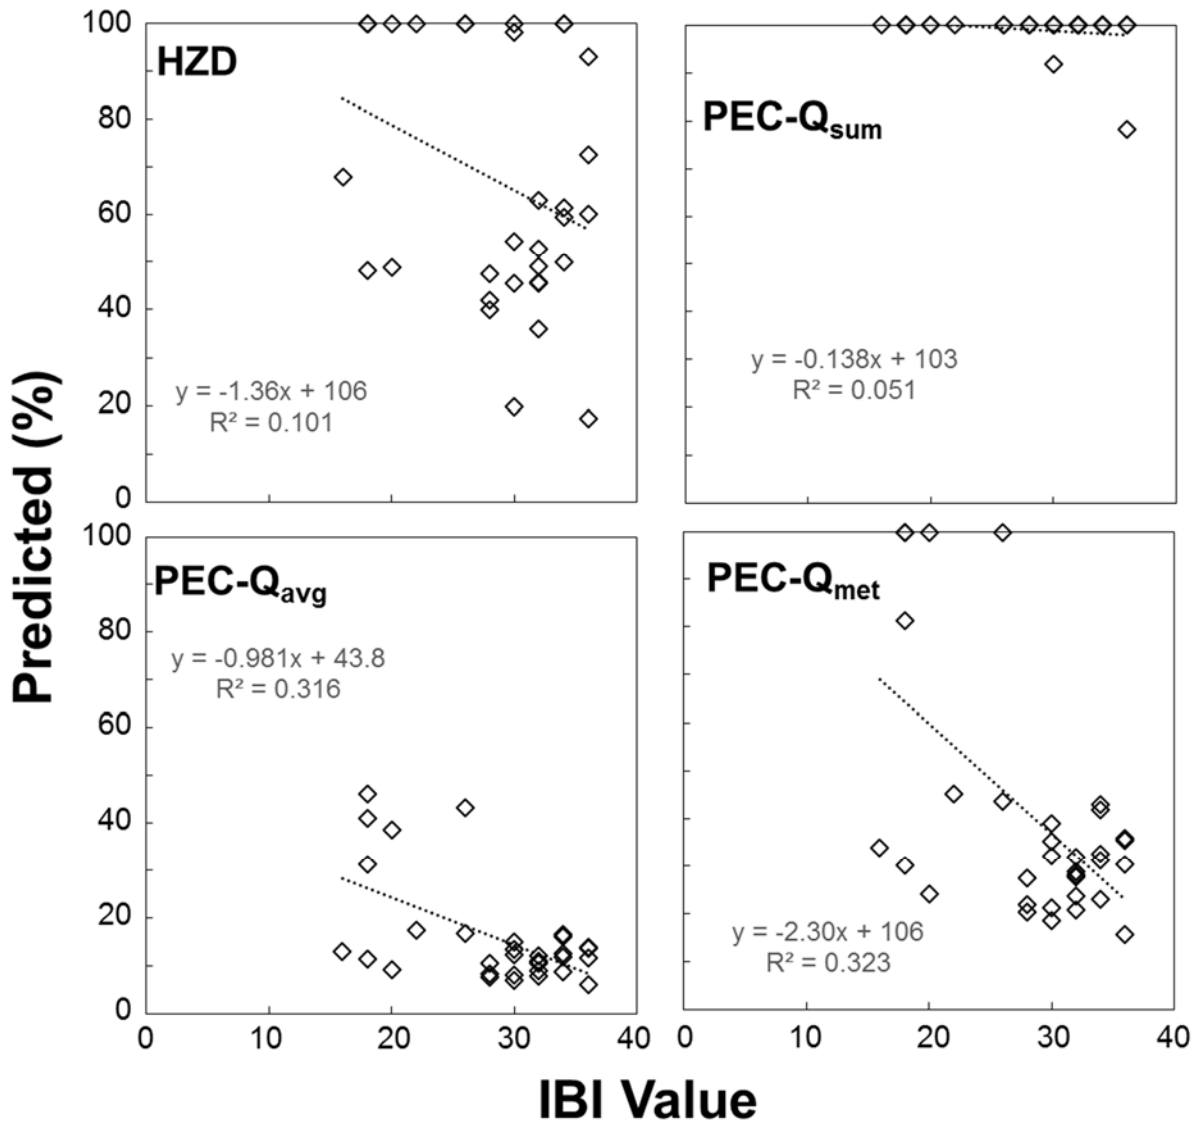 Predicted (%)
100
80
60
40
20
0
HZD
y = -1.36x + 106
R² = 0.101
PEC-Qsum
y = -0.138x + 103
R² = 0.051
100
80
60
40
20
0
PEC-Qavg
y = -0.981x + 43.8
R² = 0.316
0 10 20 30 40
PEC-Qmet
y = -2.30x + 106
R² = 0.323
0 10 20 30 40
IBI Value